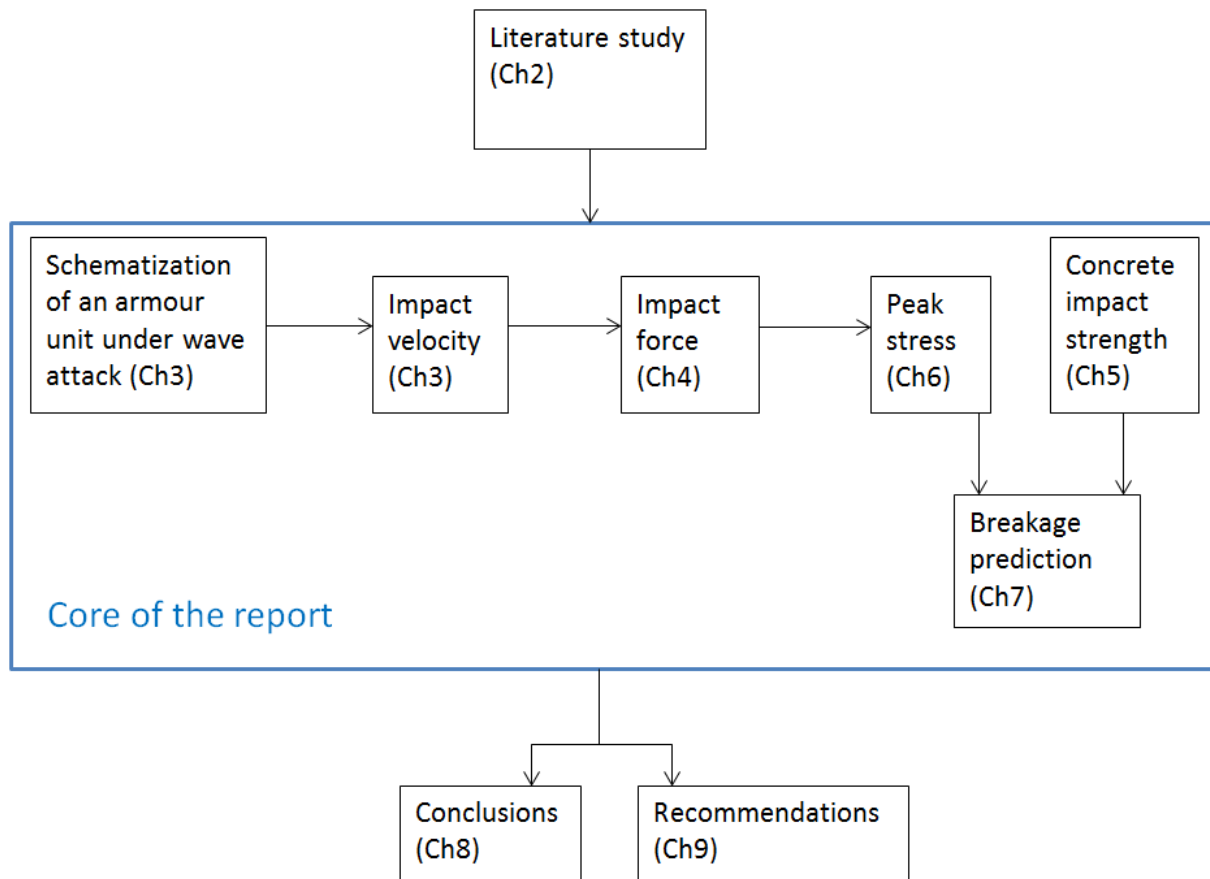 Literature study
(Ch2)
Schematization
of an armour
unit under wave
attack (Ch3)
Impact
velocity
(Ch3)
Impact
force
(Ch4)
Peak
stress
(Ch6)
Concrete
impact
strength
(Ch5)
Breakage
prediction
(Ch7)
Core of the report
Conclusions
(Ch8)
Recommendations
(Ch9)